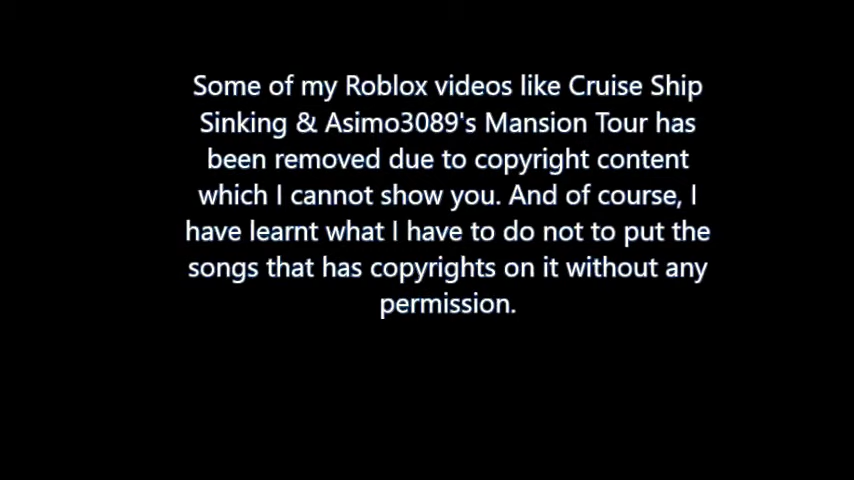 Some of my Roblox videos like Cruise Ship
Sinking & Asimo3089's Mansion Tour has
been removed due to copyright content
which I cannot show you. And of course, I
have learnt what I have to do not to put the
songs that has copyrights on it without any
permission.